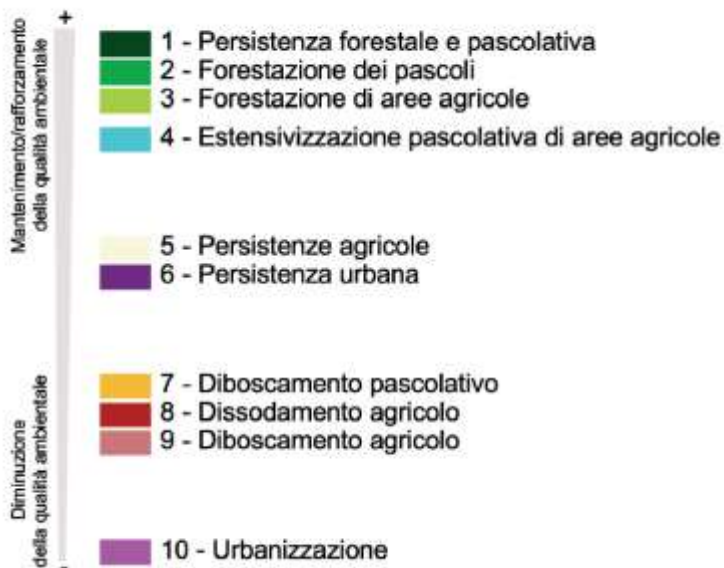 +
Mantenimento/rafforzamento
della qualità ambientale
1 - Persistenza forestale e pascolativa
2 - Forestazione dei pascoli
3 - Forestazione di aree agricole
4 - Estensivizzazione pascolativa di aree agricole
5 - Persistenze agricole
6 - Persistenza urbana
Diminuzione
della qualità ambientale
7 - Diboscamento pascolativo
8 - Dissodamento agricolo
9 - Diboscamento agricolo
10 - Urbanizzazione
-